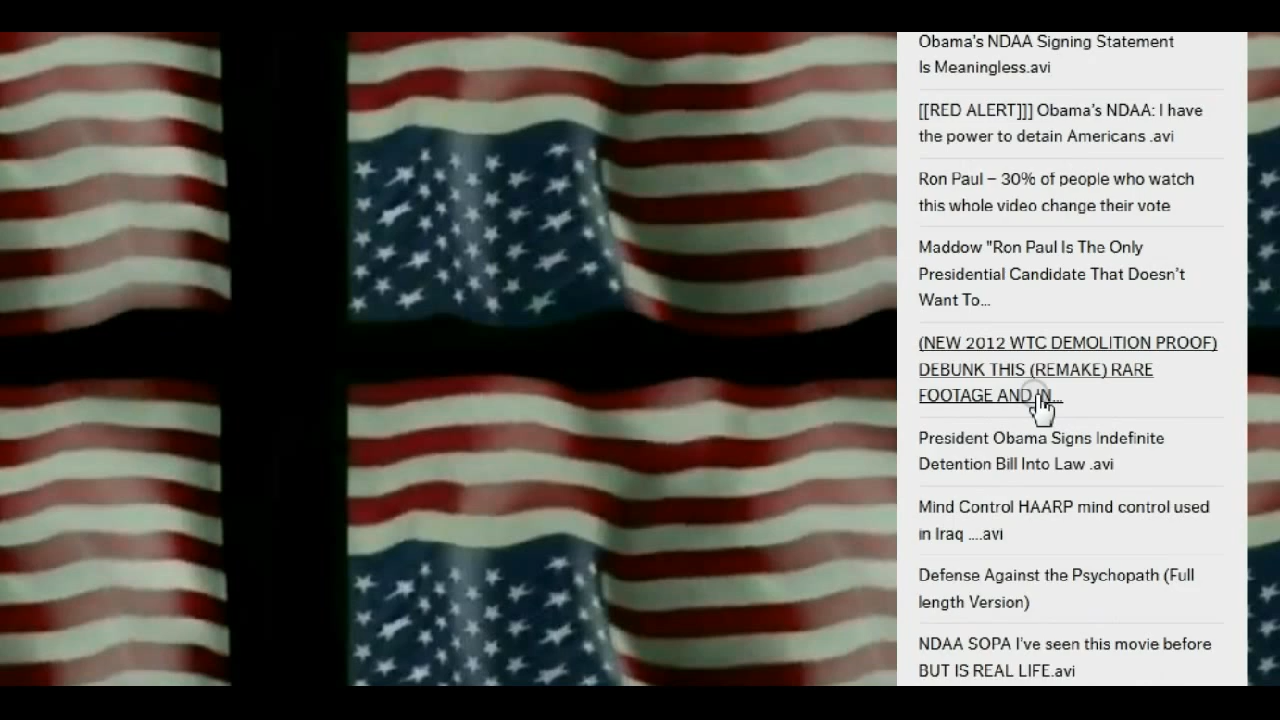 Obama's NDAA Signing Statement
Is Meaningless.avi
[[RED ALERT]]] Obama's NDAA: I have
the power to detain Americans .avi
Ron Paul – 30% of people who watch
this whole video change their vote
Maddow "Ron Paul Is The Only
Presidential Candidate That Doesn't
Want To...
(NEW 2012 WTC DEMOLITION PROOF)
DEBUNK THIS (REMAKE) RARE
FOOTAGE AND IN...
President Obama Signs Indefinite
Detention Bill Into Law .avi
Mind Control HAARP mind control used
in Iraq ....avi
Defense Against the Psychopath (Full
length Version)
NDAA SOPA I've seen this movie before
BUT IS REAL LIFE.avi